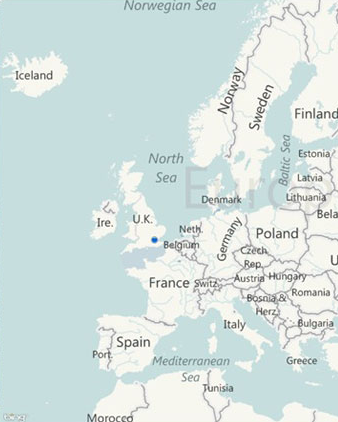 Norwegian Sea
Iceland
Norway
Sweden
Finland
North
Sea
Baltic Sea
Estonia
Latvia
Lithuania
Denmark
Euro
U.K.
Ire.
Neth.
Belgium
Germany
Poland
Bela
Czech
Rep
France
Switz.
Austria
Hungary
U
Bosnia &
Herz.
Romania
Italy
Bulgaria
Spain
Port.
Mediterranean
Sea
Greece
Tunisia
Morocco
bing